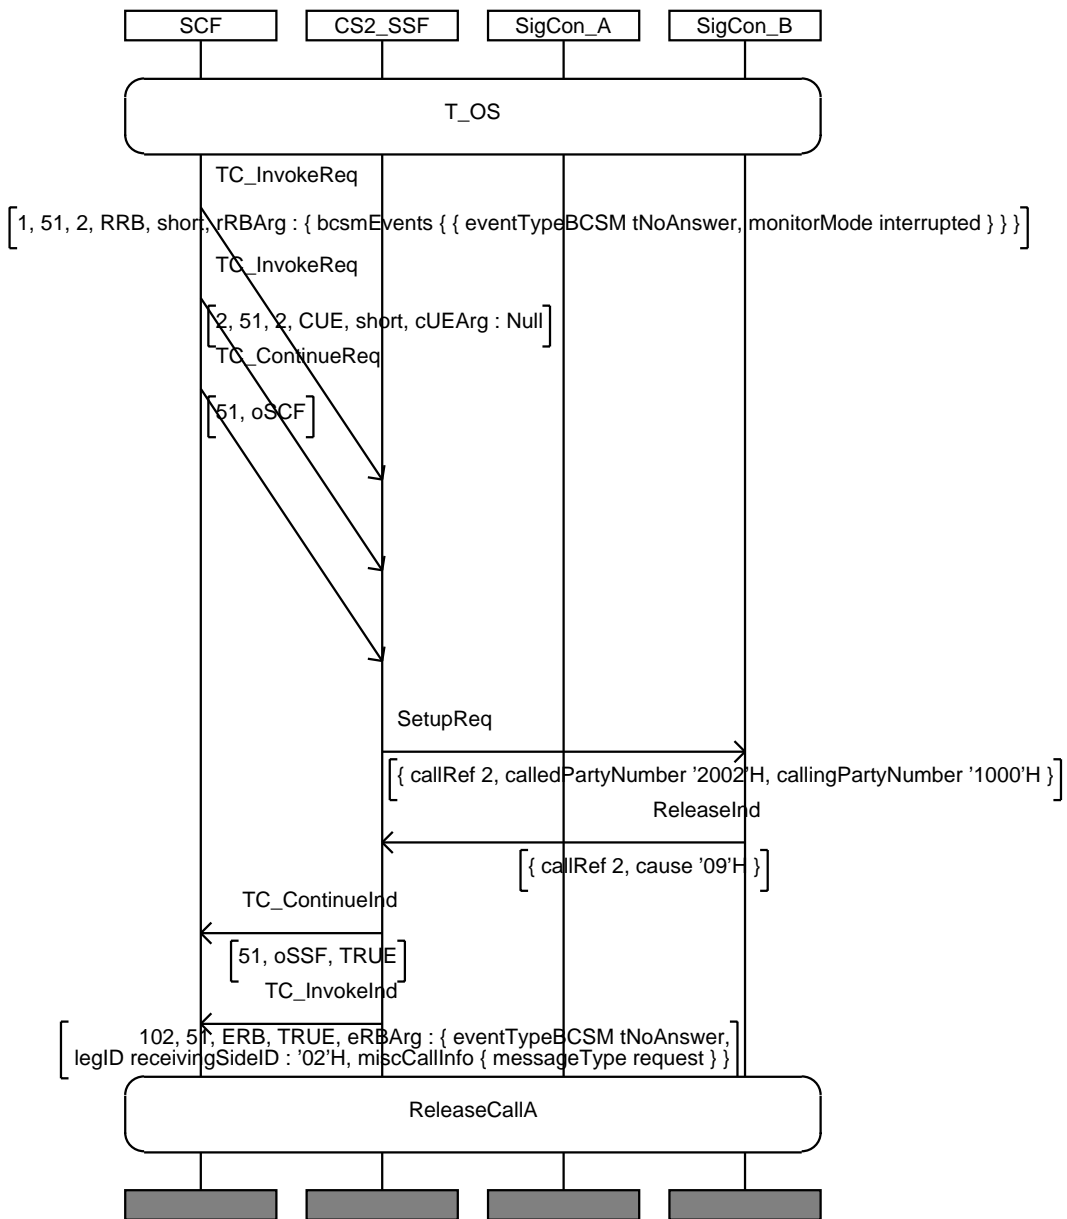 SCF CS2_SSF SigCon_A SigCon_B
T_OS
TC_InvokeReq
1, 51, 2, RRB, short, rRBArg : { bcsmEvents { { eventTypeBCSM tNoAnswer, monitorMode interrupted } } }
TC_InvokeReq
2, 51, 2, CUE, short, cUEArg : Null
TC_ContinueReq
51, oSCF
SetupReq
{ callRef 2, calledPartyNumber '2002'H, callingPartyNumber '1000'H }
ReleaseInd
{ callRef 2, cause '09'H }
TC_ContinueInd
51, oSSF, TRUE
TC_InvokeInd
102, 51, ERB, TRUE, eRBArg : { eventTypeBCSM tNoAnswer,
legID receivingSideID : '02'H, miscCallInfo { messageType request } }
ReleaseCallA